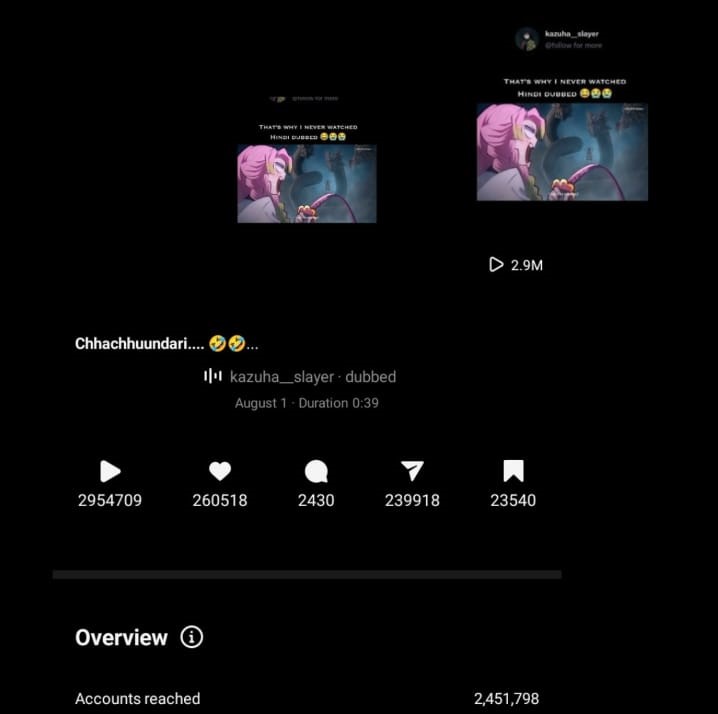 kazuha__slayer
@follow for more
THAT'S WHY I NEVER WATCHED
HINDI DUBBED 😂😭😭
@follow for more
THAT'S WHY I NEVER WATCHED
HINDI DUBBED 😂😭😭
2.9M
Chhachhuundari.... 🤣🤣...
kazuha__slayer · dubbed
August 1 · Duration 0:39
2954709
260518
2430
239918
23540
Overview
Accounts reached
2,451,798